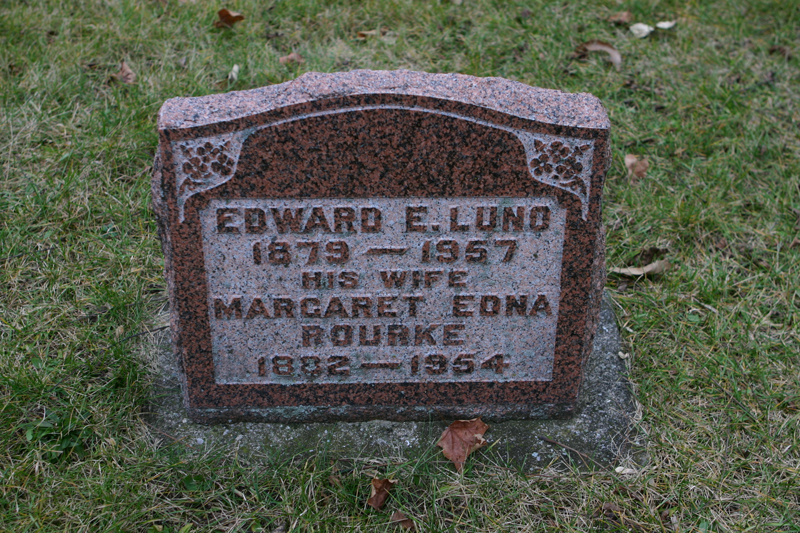 EDWARD E. LUND
1879 — 1957
HIS WIFE
MARGARET EDNA
ROURKE
1882 — 1954